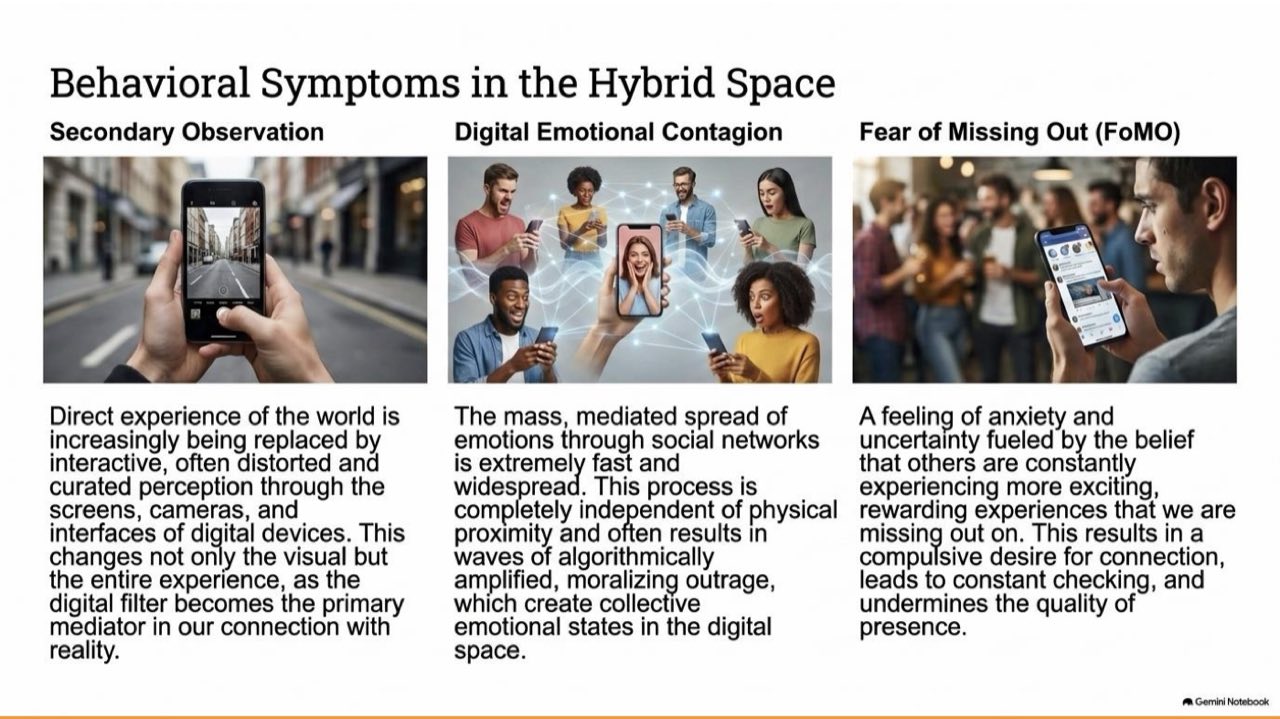 Behavioral Symptoms in the Hybrid Space
Secondary Observation
Direct experience of the world is
increasingly being replaced by
interactive, often distorted and
curated perception through the
screens, cameras, and
interfaces of digital devices. This
changes not only the visual but
the entire experience, as the
digital filter becomes the primary
mediator in our connection with
reality.
Digital Emotional Contagion
The mass, mediated spread of
emotions through social networks
is extremely fast and
widespread. This process is
completely independent of physical
proximity and often results in
waves of algorithmically
amplified, moralizing outrage,
which create collective
emotional states in the digital
space.
Fear of Missing Out (FoMO)
A feeling of anxiety and
uncertainty fueled by the belief
that others are constantly
experiencing more exciting,
rewarding experiences that we are
missing out on. This results in a
compulsive desire for connection,
leads to constant checking, and
undermines the quality of
presence.
Gemini Notebook